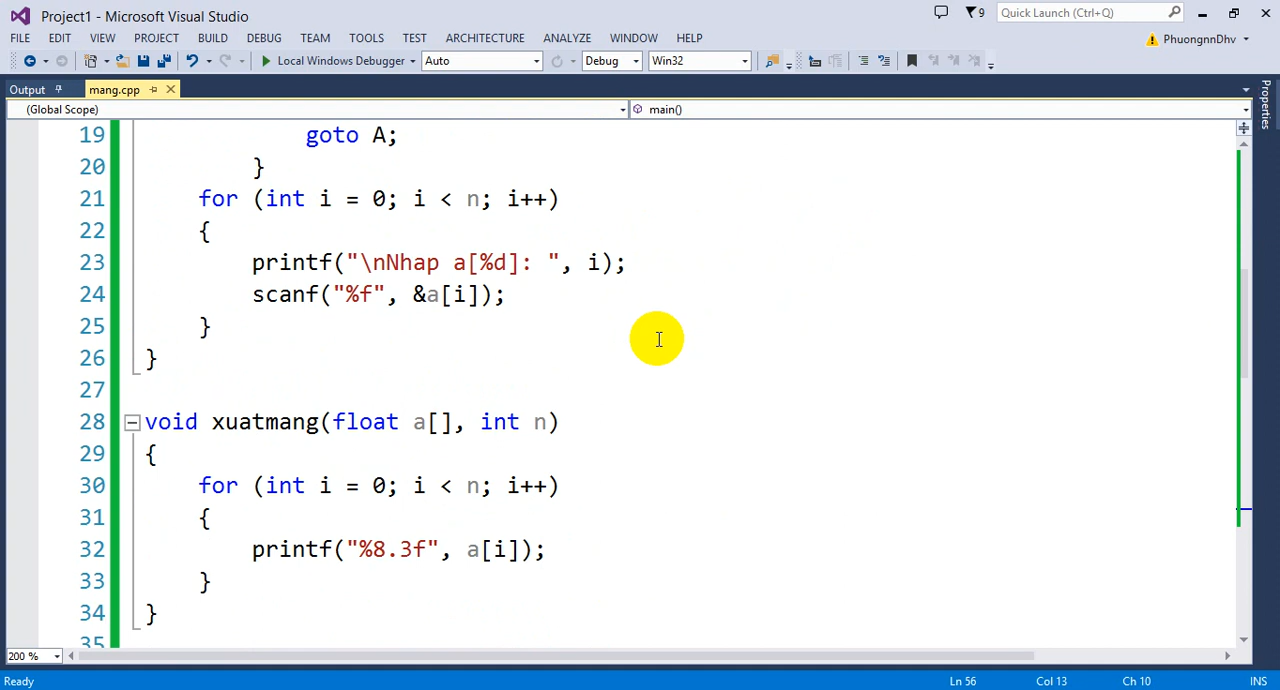 Project1 - Microsoft Visual Studio
9
Quick Launch (Ctrl+Q)
FILE EDIT VIEW PROJECT BUILD DEBUG TEAM TOOLS TEST ARCHITECTURE ANALYZE WINDOW HELP
PhuongnnDhv
Local Windows Debugger Auto Debug Win32
Output mang.cpp
Properties
(Global Scope) main()
19 goto A;
20 }
21 for (int i = 0; i < n; i++)
22 {
23 printf("\nNhap a[%d]: ", i);
24 scanf("%f", &a[i]);
25 }
26 }
27
28 void xuatmang(float a[], int n)
29 {
30 for (int i = 0; i < n; i++)
31 {
32 printf("%8.3f", a[i]);
33 }
34 }
35
200 %
Ready Ln 56 Col 13 Ch 10 INS